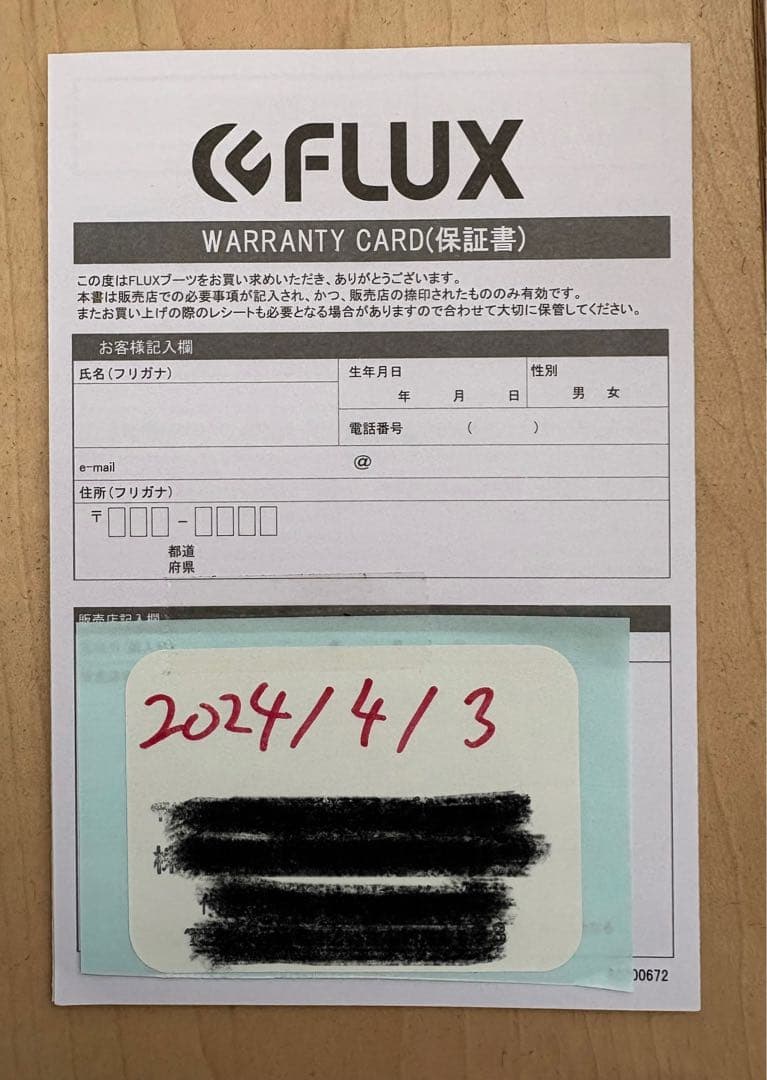 FLUX
WARRANTY CARD(保証書)
この度はFLUXブーツをお買い求めいただき、ありがとうございます。
本書は販売店での必要事項が記入され、かつ、販売店の捺印されたもののみ有効です。
またお買い上げの際のレシートも必要となる場合がありますので合わせて大切に保管してください。
お客様記入欄
氏名(フリガナ) 生年月日 性別
年 月 日 男 女
電話番号 ( )
e-mail @
住所(フリガナ)
〒 -
都道
府県
販売店記入欄
2024/4/3
株
00672